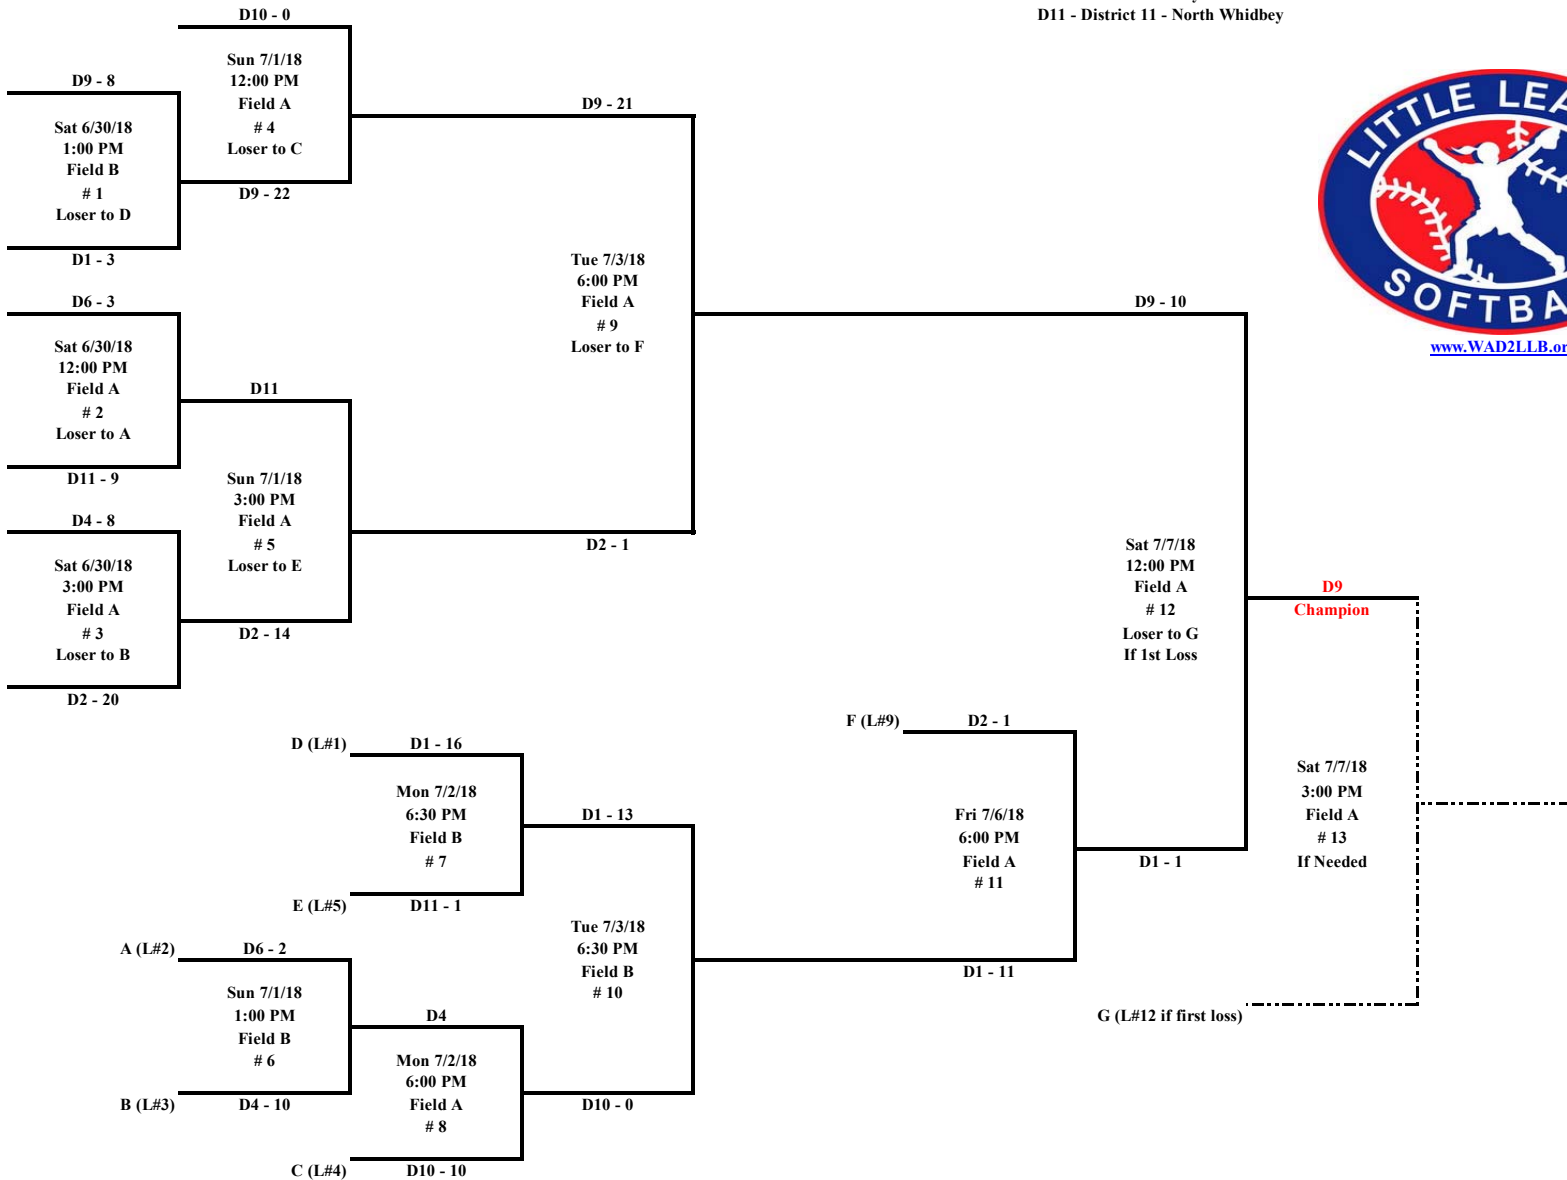 D10 - 0
D11 - District 11 - North Whidbey
Sun 7/1/18
12:00 PM
Field A
# 4
Loser to C
D9 - 8
D9 - 21
Sat 6/30/18
1:00 PM
Field B
# 1
Loser to D
D9 - 22
D1 - 3
LITTLE LEA
SOFTBA
www.WAD2LLB.or
Tue 7/3/18
6:00 PM
Field A
# 9
Loser to F
D6 - 3
D9 - 10
Sat 6/30/18
12:00 PM
Field A
# 2
Loser to A
D11
D11 - 9
Sun 7/1/18
3:00 PM
Field A
# 5
Loser to E
D4 - 8
D2 - 1
Sat 6/30/18
3:00 PM
Field A
# 3
Loser to B
D2 - 14
D2 - 20
Sat 7/7/18
12:00 PM
Field A
# 12
Loser to G
If 1st Loss
D9
Champion
F (L#9)
D2 - 1
D (L#1)
D1 - 16
Mon 7/2/18
6:30 PM
Field B
# 7
D1 - 13
Fri 7/6/18
6:00 PM
Field A
# 11
D1 - 1
Sat 7/7/18
3:00 PM
Field A
# 13
If Needed
E (L#5)
D11 - 1
A (L#2)
D6 - 2
Tue 7/3/18
6:30 PM
Field B
# 10
D1 - 11
Sun 7/1/18
1:00 PM
Field B
# 6
D4
G (L#12 if first loss)
Mon 7/2/18
6:00 PM
Field A
# 8
B (L#3)
D4 - 10
D10 - 0
C (L#4)
D10 - 10